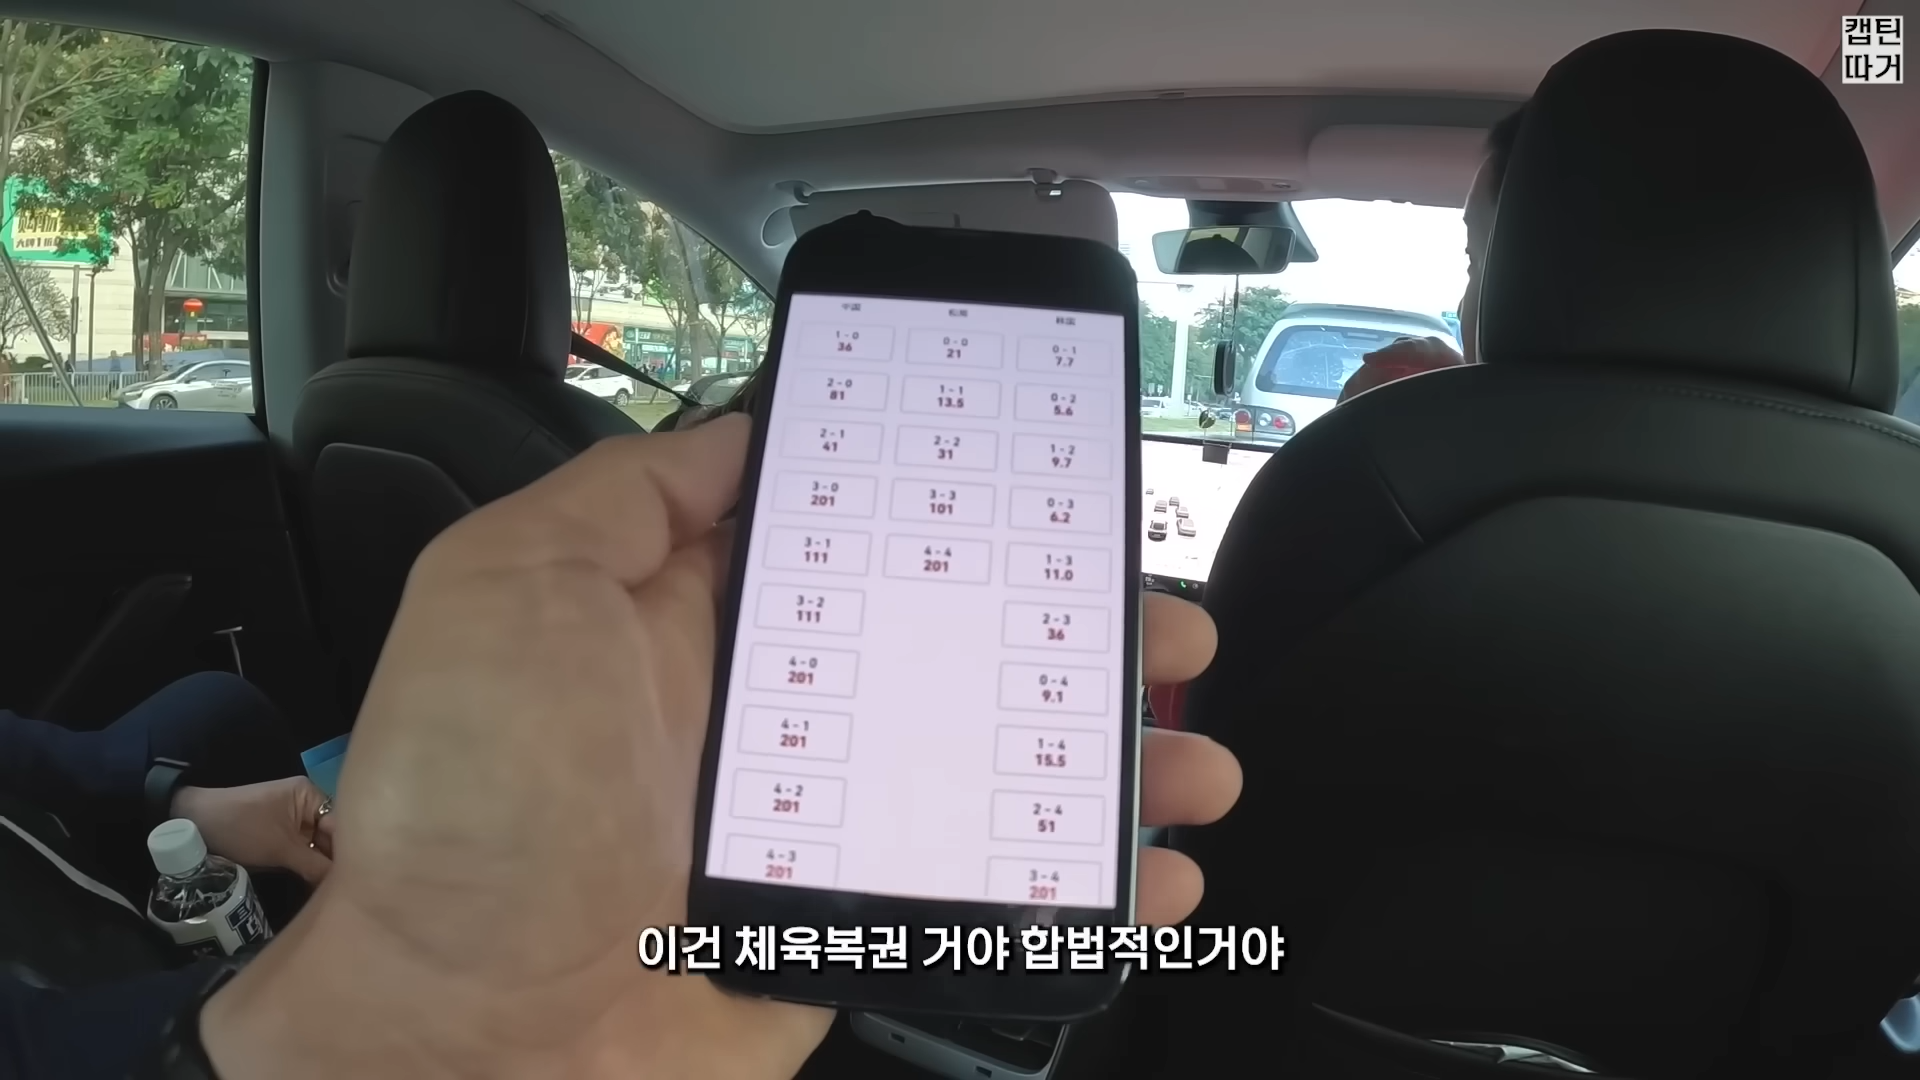 캡틴
따거
中国
韩国
1 - 0
36
0 - 0
21
0 - 1
7.7
2 - 0
81
1 - 1
13.5
0 - 2
5.6
2 - 1
41
2 - 2
31
1 - 2
9.7
3 - 0
201
3 - 3
101
0 - 3
6.2
3 - 1
111
4 - 4
201
1 - 3
11.0
3 - 2
111
2 - 3
36
4 - 0
201
0 - 4
9.1
4 - 1
201
1 - 4
15.5
4 - 2
201
2 - 4
51
4 - 3
201
3 - 4
201
이건 체육복권 거야 합법적인거야